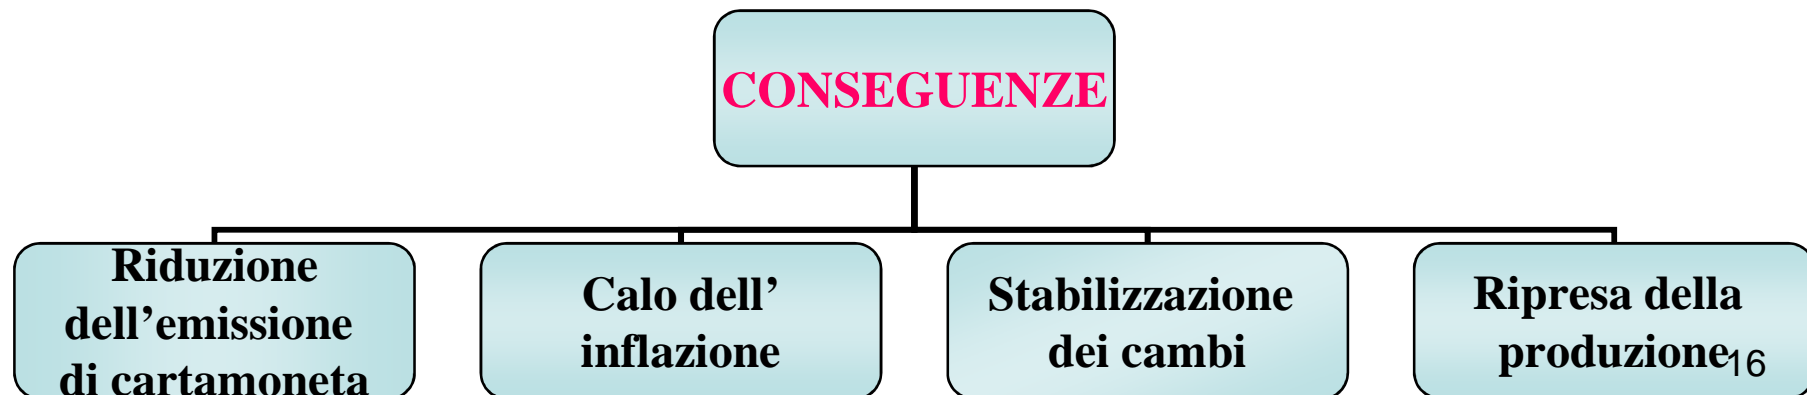 CONSEGUENZE
Riduzione
dell’emissione
di cartamoneta
Calo dell’
inflazione
Stabilizzazione
dei cambi
Ripresa della
produzione
16